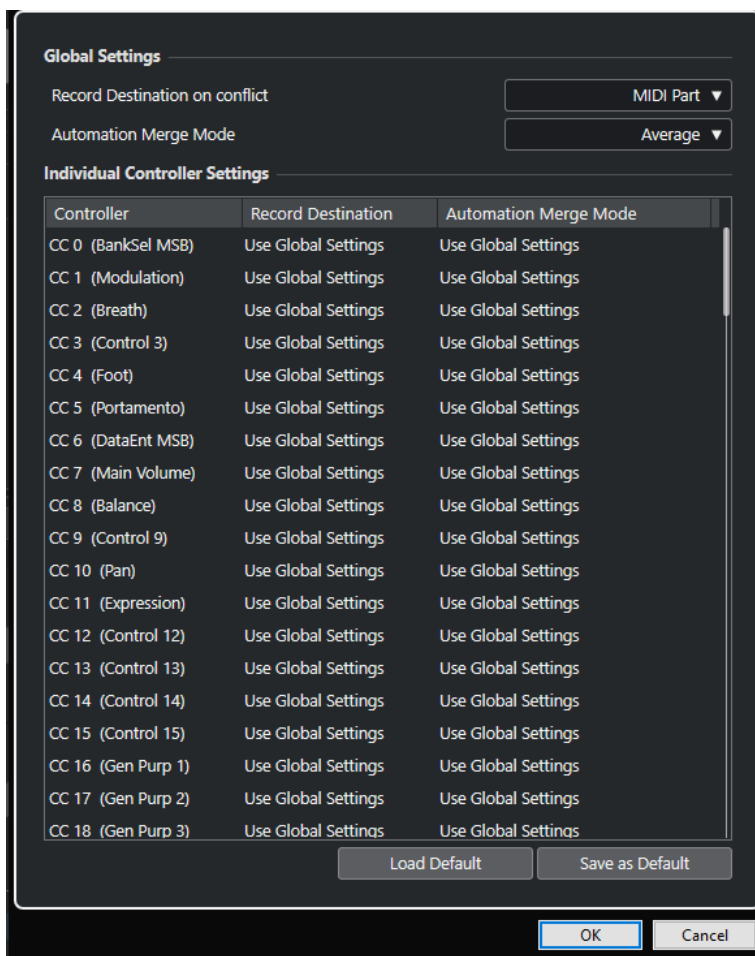 Global Settings
Record Destination on conflict MIDI Part ▼
Automation Merge Mode Average ▼
Individual Controller Settings
Controller Record Destination Automation Merge Mode
CC 0 (BankSel MSB) Use Global Settings Use Global Settings
CC 1 (Modulation) Use Global Settings Use Global Settings
CC 2 (Breath) Use Global Settings Use Global Settings
CC 3 (Control 3) Use Global Settings Use Global Settings
CC 4 (Foot) Use Global Settings Use Global Settings
CC 5 (Portamento) Use Global Settings Use Global Settings
CC 6 (DataEnt MSB) Use Global Settings Use Global Settings
CC 7 (Main Volume) Use Global Settings Use Global Settings
CC 8 (Balance) Use Global Settings Use Global Settings
CC 9 (Control 9) Use Global Settings Use Global Settings
CC 10 (Pan) Use Global Settings Use Global Settings
CC 11 (Expression) Use Global Settings Use Global Settings
CC 12 (Control 12) Use Global Settings Use Global Settings
CC 13 (Control 13) Use Global Settings Use Global Settings
CC 14 (Control 14) Use Global Settings Use Global Settings
CC 15 (Control 15) Use Global Settings Use Global Settings
CC 16 (Gen Purp 1) Use Global Settings Use Global Settings
CC 17 (Gen Purp 2) Use Global Settings Use Global Settings
CC 18 (Gen Purp 3) Use Global Settings Use Global Settings
Load Default Save as Default
OK Cancel